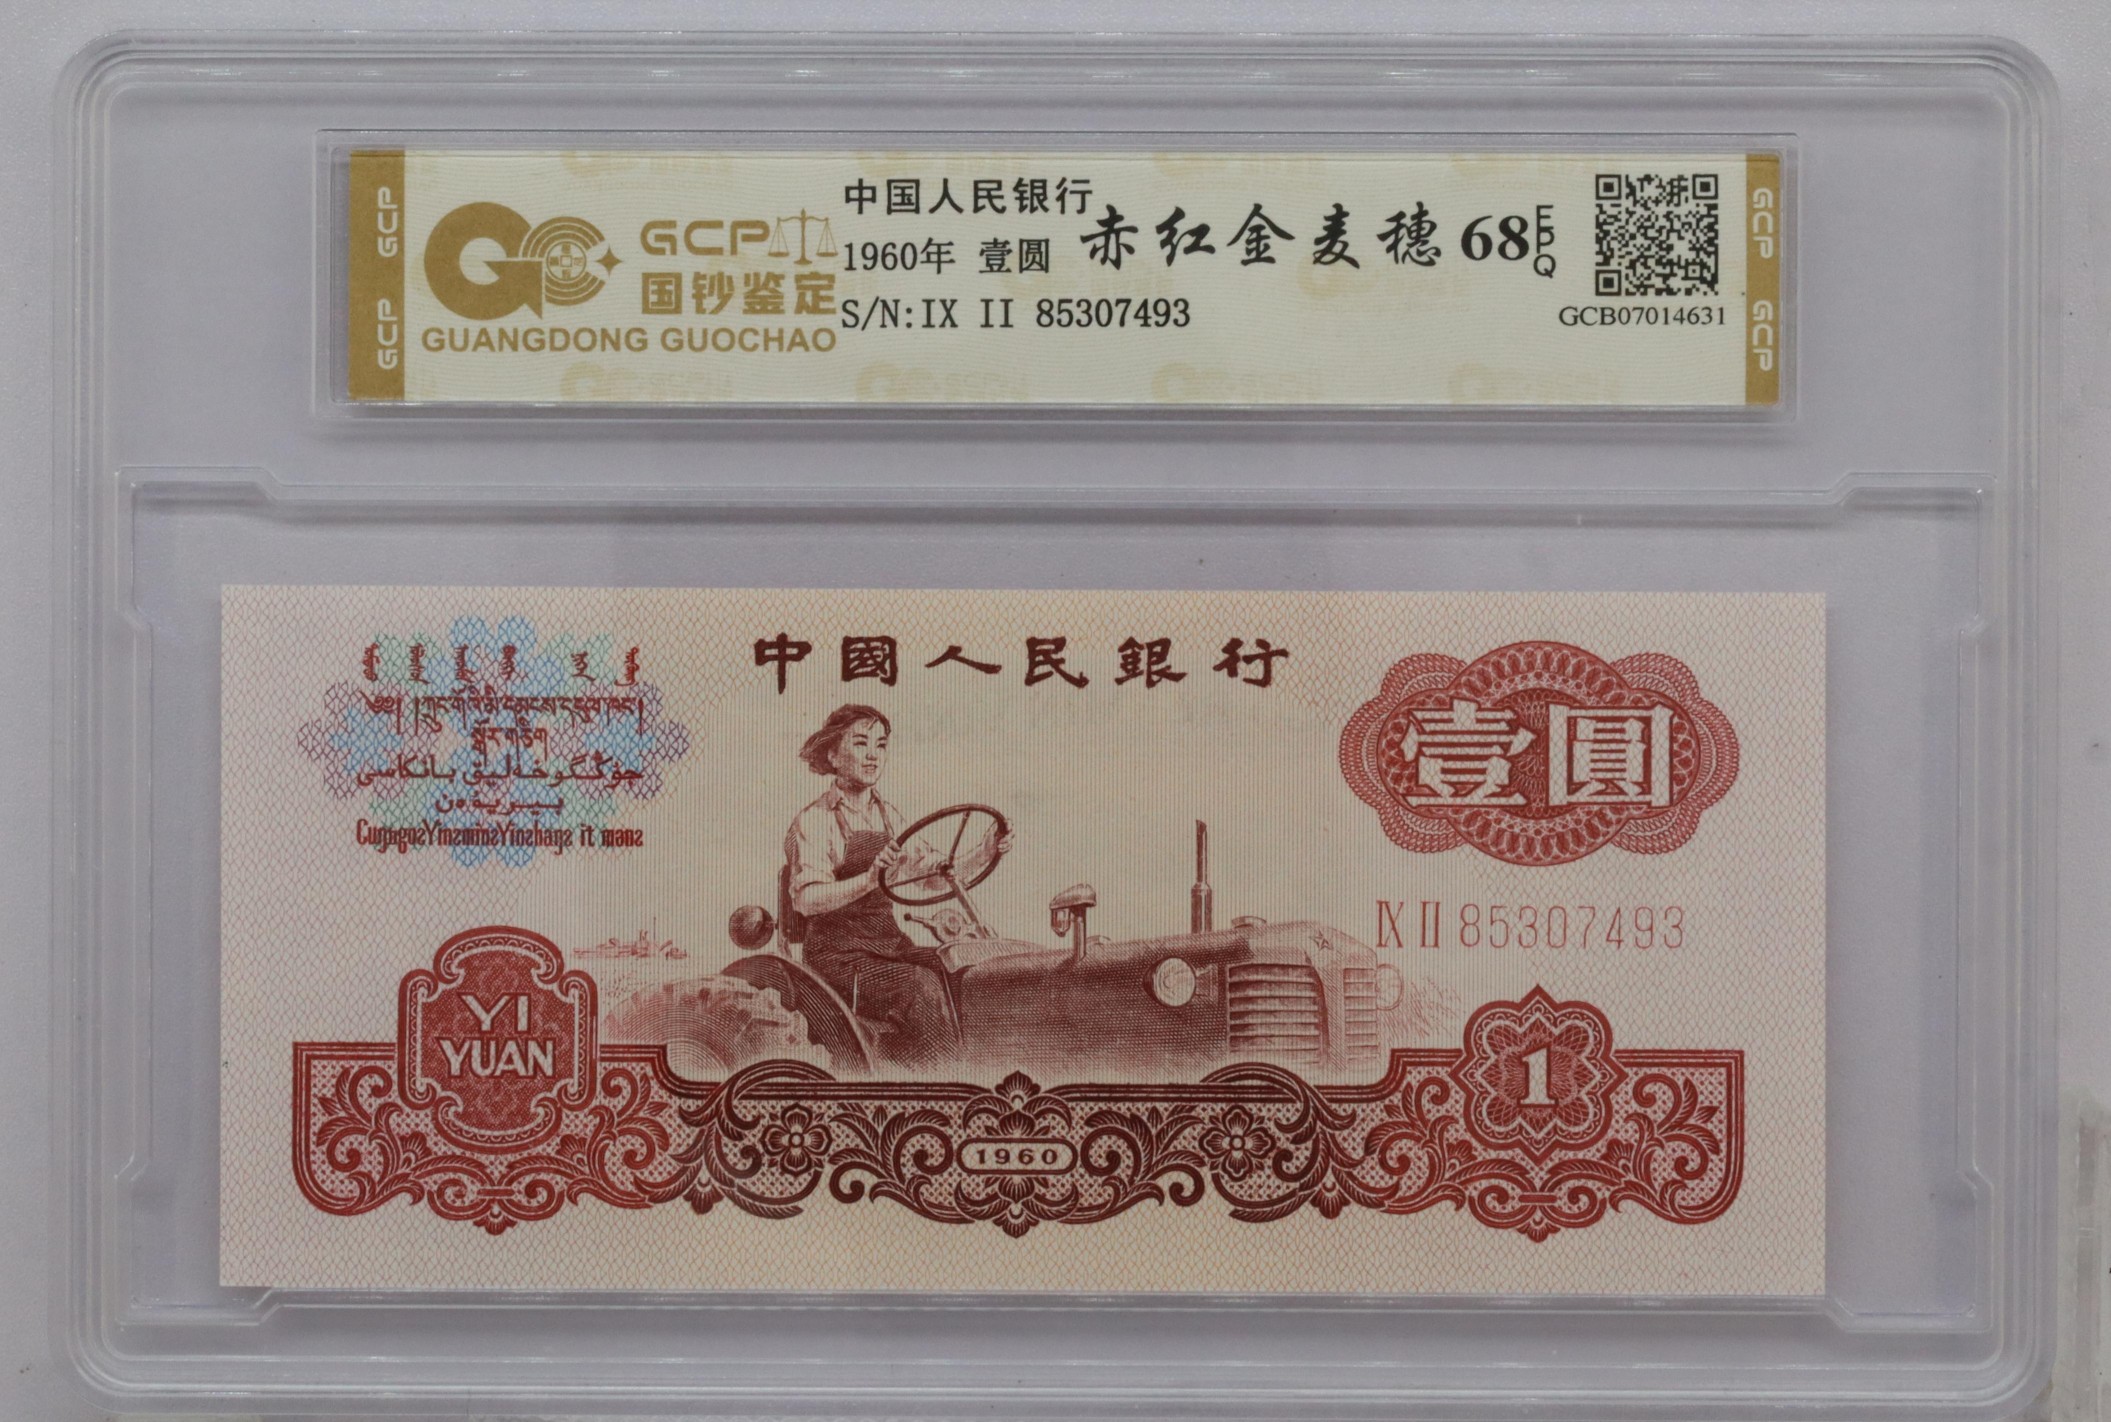 GCP GCP
GCP
国钞鉴定
GUANGDONG GUOCHAO
中国人民银行
1960年 壹圆
S/N:IX II 85307493
赤红金麦穗 68 EPQ
GCB07014631
GCP GCP
中國人民銀行
壹圓
IX II 85307493
YI
YUAN
1960
1